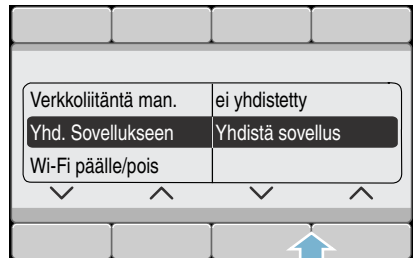 Verkkoliitäntä man. ei yhdistetty
Yhd. Sovellukseen Yhdistä sovellus
Wi-Fi päälle/pois